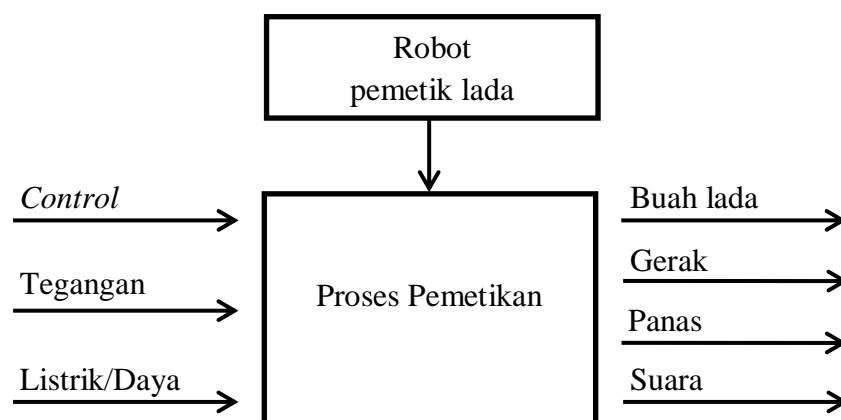 Robot
pemetik lada
Control
Tegangan
Listrik/Daya
Proses Pemetikan
Buah lada
Gerak
Panas
Suara